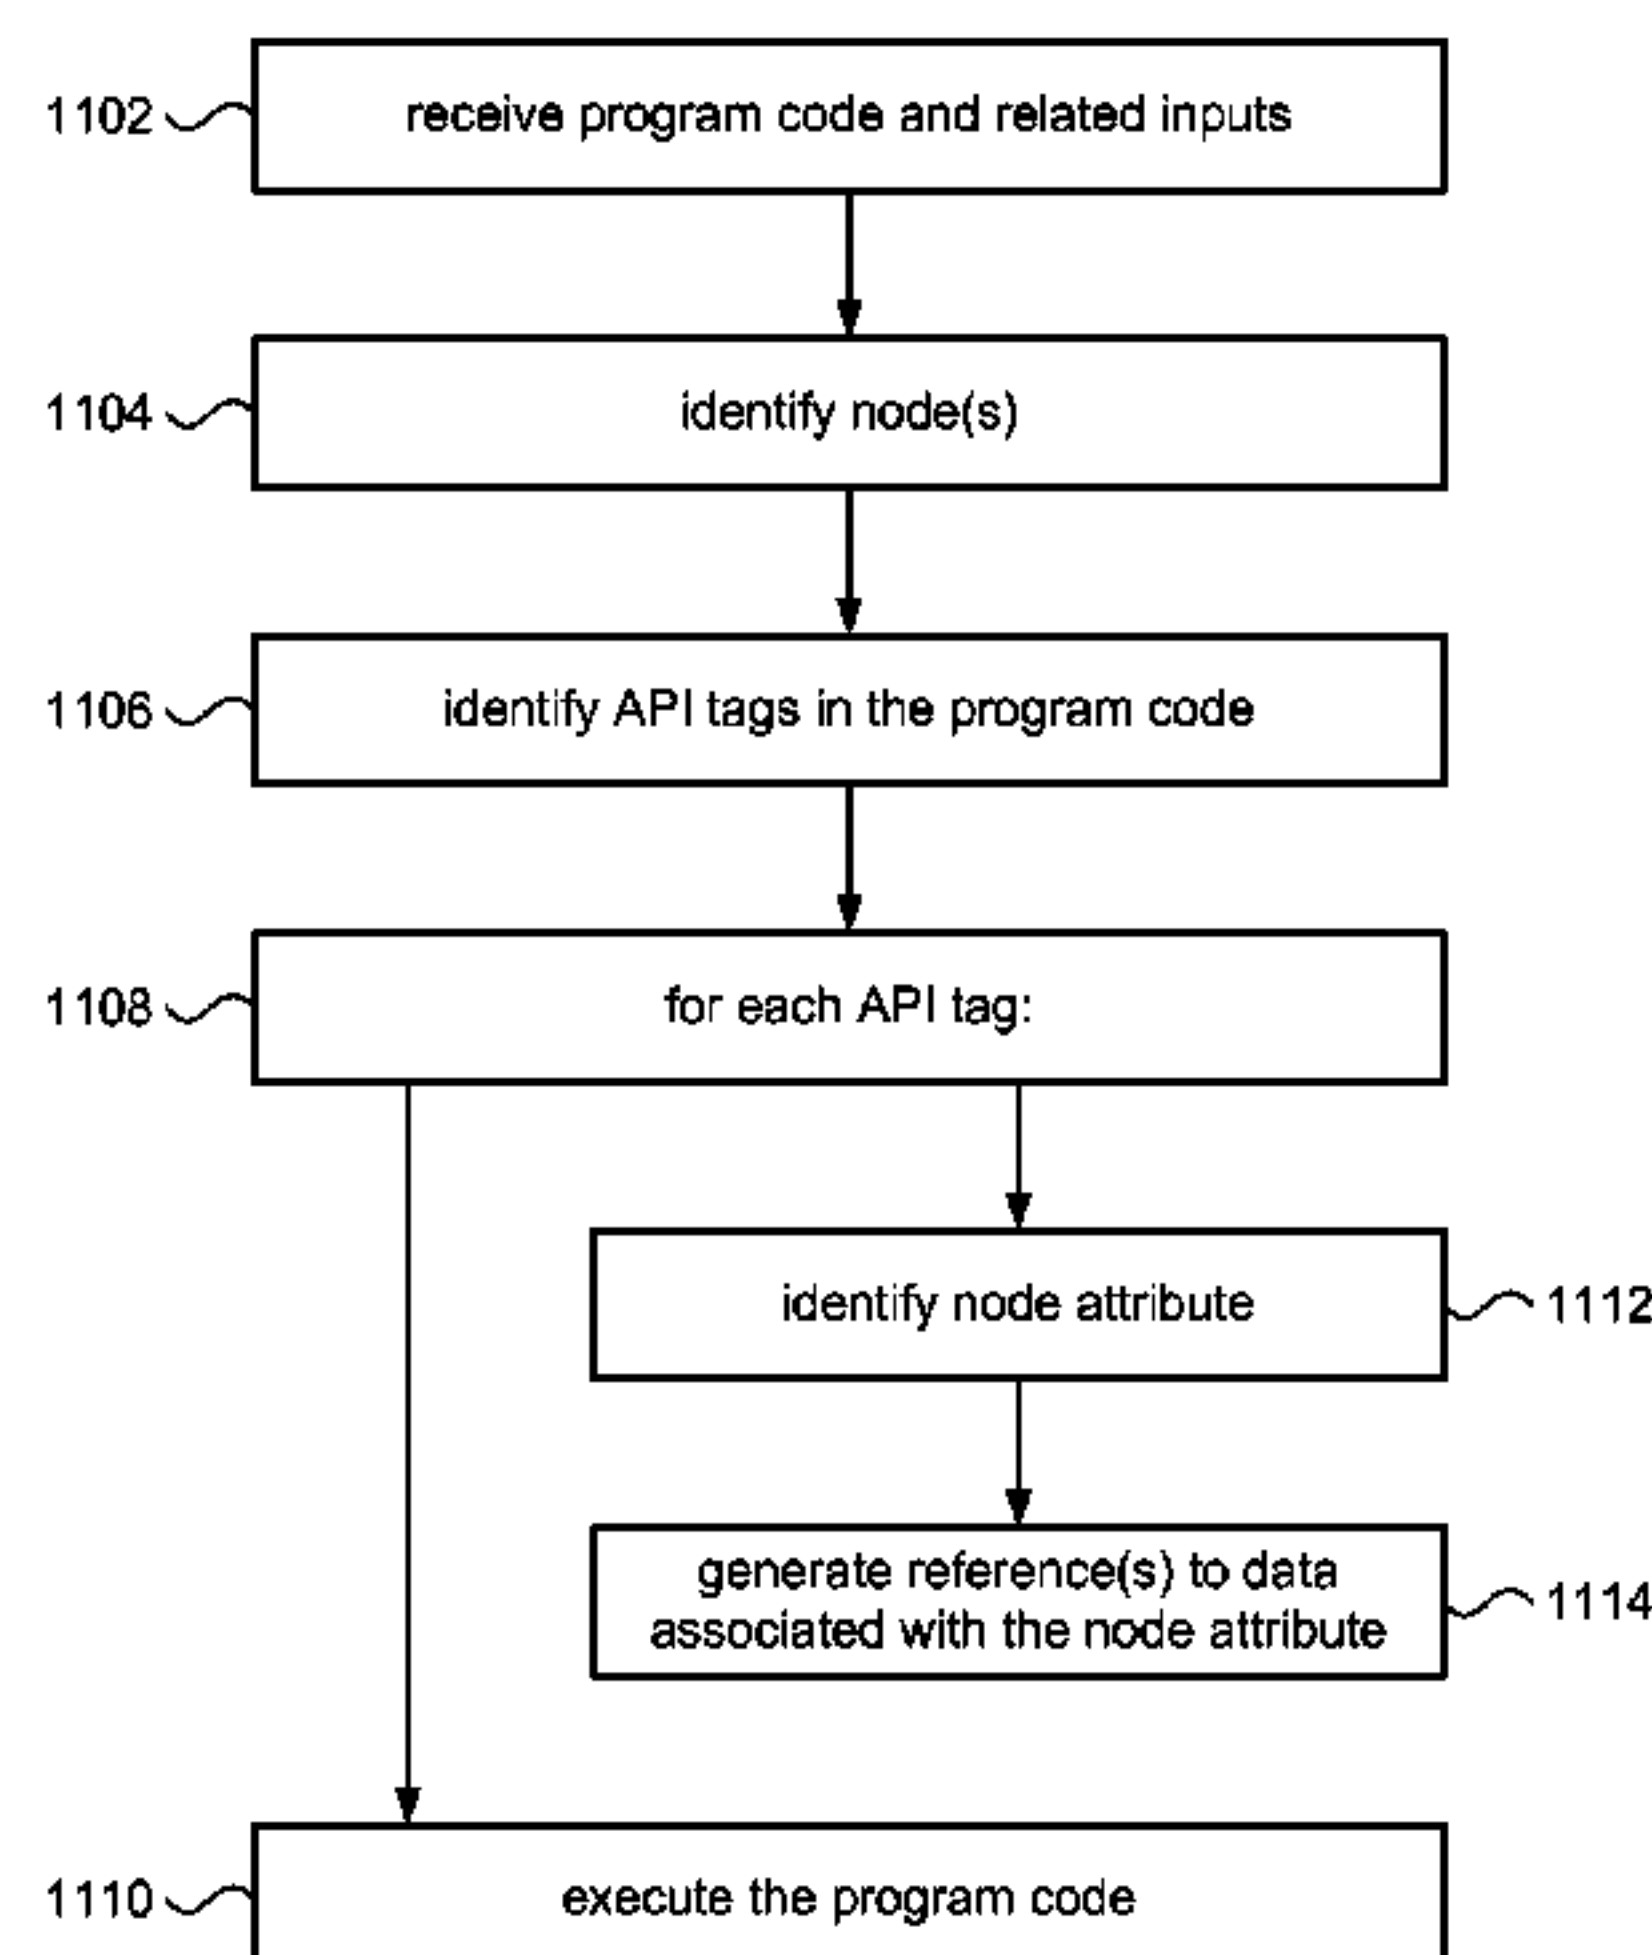 1102
receive program code and related inputs
1104
identify node(s)
1106
identify API tags in the program code
1108
for each API tag:
identify node attribute
1112
generate reference(s) to data
associated with the node attribute
1114
1110
execute the program code